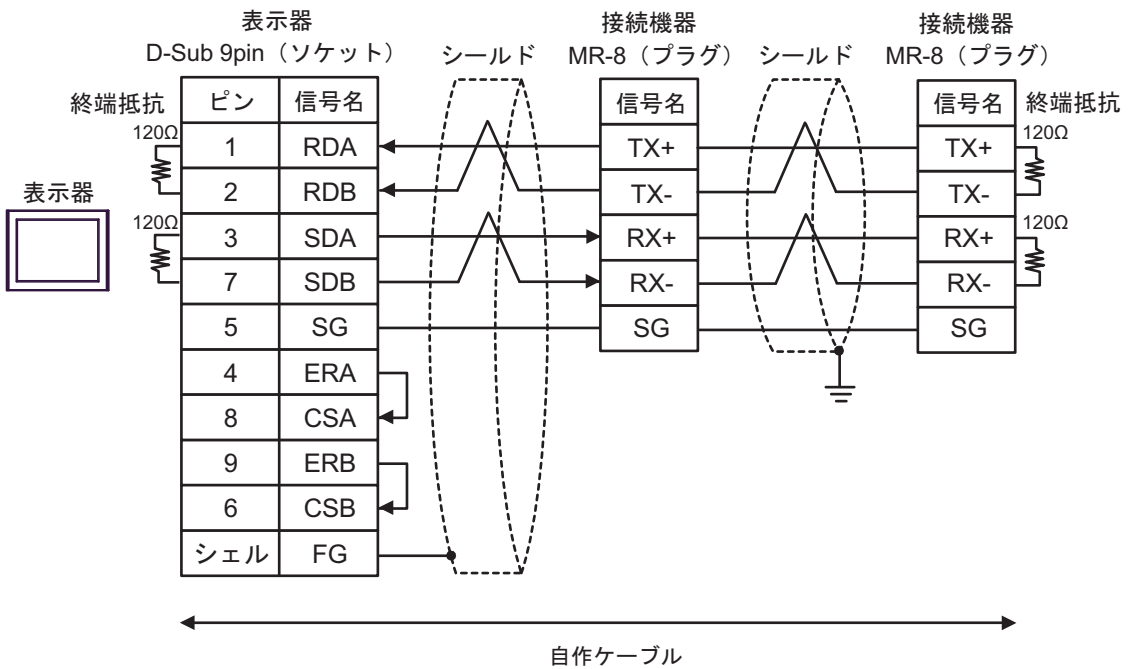 表示器
D-Sub 9pin（ソケット）
シールド
接続機器
MR-8（プラグ）
シールド
接続機器
MR-8（プラグ）
終端抵抗
ピン 信号名
信号名
信号名
終端抵抗
120Ω
1 RDA
TX+
TX+
120Ω
2 RDB
TX-
TX-
表示器
120Ω
3 SDA
RX+
RX+
120Ω
7 SDB
RX-
RX-
5 SG
SG
SG
4 ERA
8 CSA
9 ERB
6 CSB
シェル FG
自作ケーブル